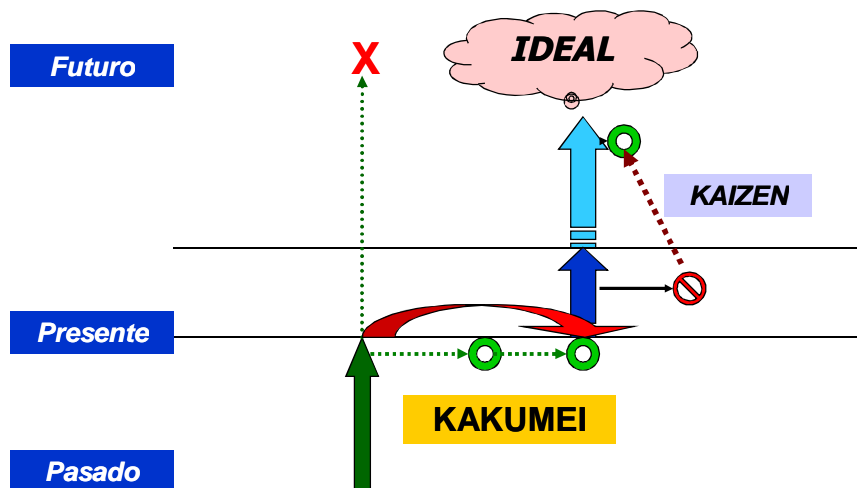 Futuro
X
IDEAL
KAIZEN
Presente
KAKUMEI
Pasado